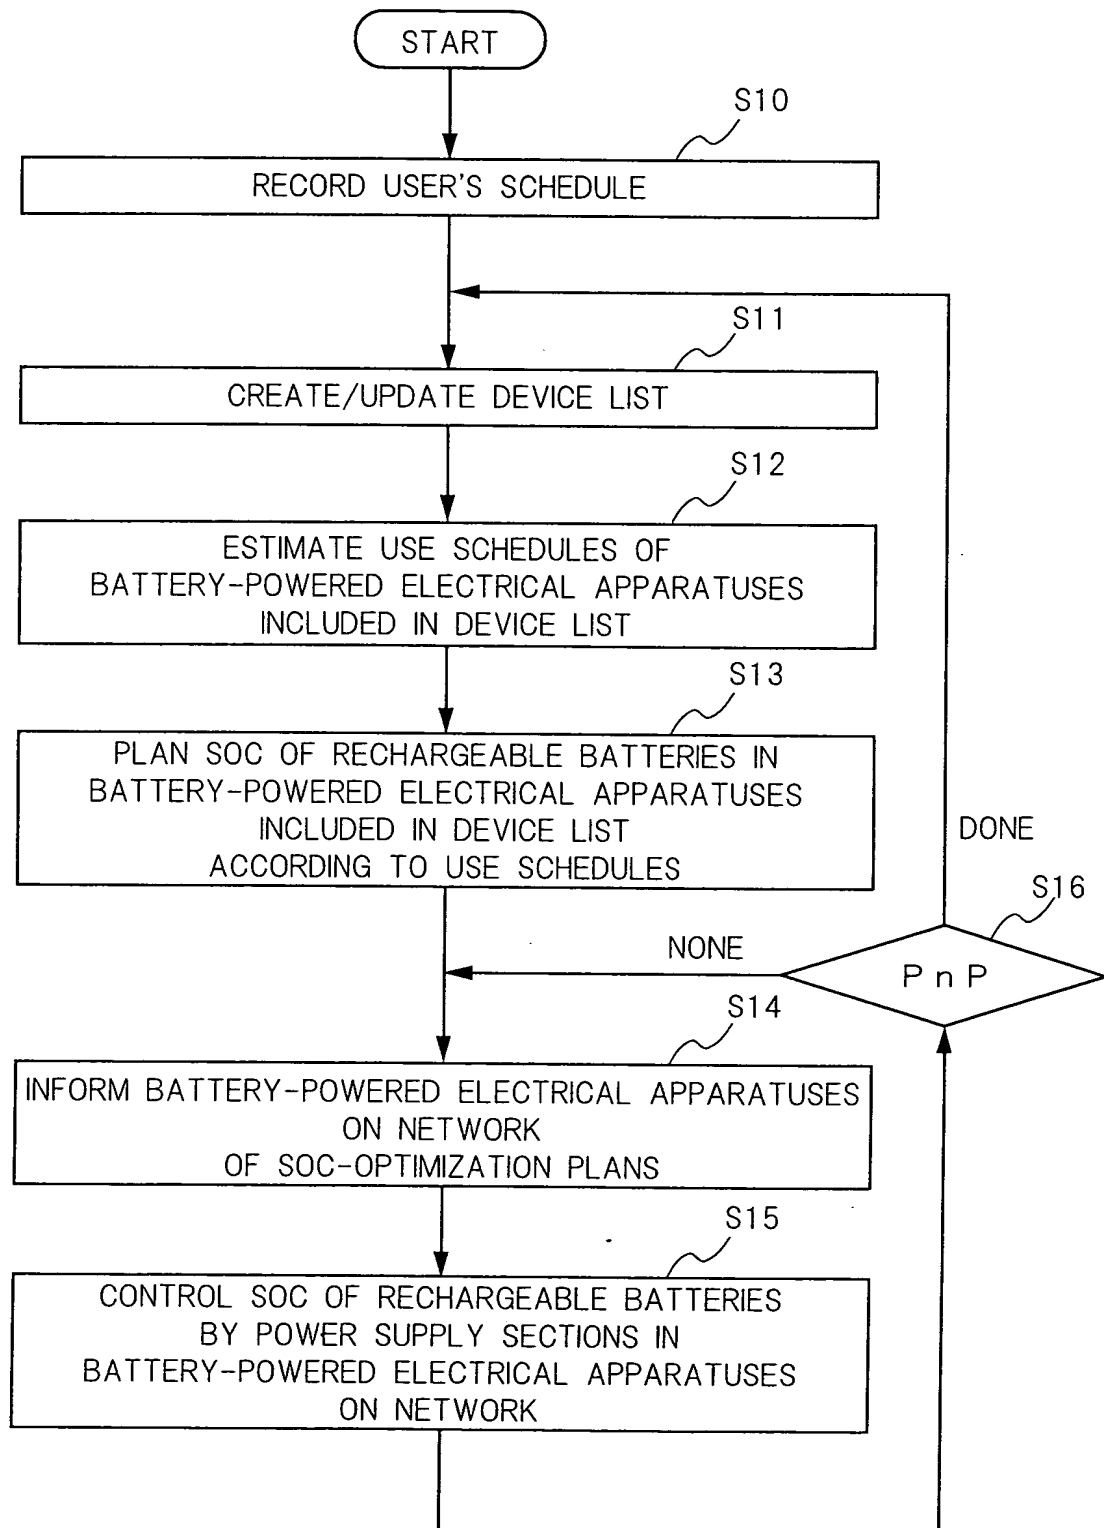 START
S10
RECORD USER'S SCHEDULE
S11
CREATE/UPDATE DEVICE LIST
S12
ESTIMATE USE SCHEDULES OF
BATTERY-POWERED ELECTRICAL APPARATUSES
INCLUDED IN DEVICE LIST
S13
PLAN SOC OF RECHARGEABLE BATTERIES IN
BATTERY-POWERED ELECTRICAL APPARATUSES
INCLUDED IN DEVICE LIST
ACCORDING TO USE SCHEDULES
DONE
S16
NONE
PnP
S14
INFORM BATTERY-POWERED ELECTRICAL APPARATUSES
ON NETWORK
OF SOC-OPTIMIZATION PLANS
S15
CONTROL SOC OF RECHARGEABLE BATTERIES
BY POWER SUPPLY SECTIONS IN
BATTERY-POWERED ELECTRICAL APPARATUSES
ON NETWORK